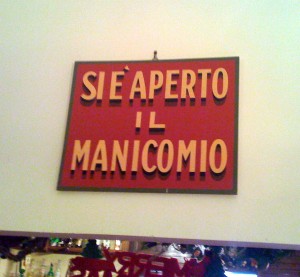 SI E' APERTO
IL
MANICOMIO